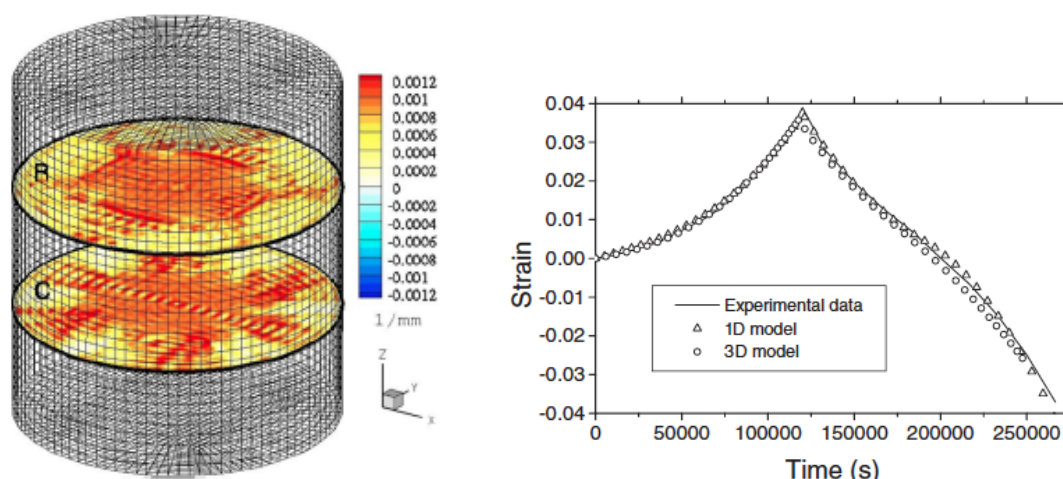 R
C
0.0012
0.001
0.0008
0.0006
0.0004
0.0002
0
-0.0002
-0.0004
-0.0006
-0.0008
-0.001
-0.0012
1/mm
Z
Y
X
0.04
0.03
0.02
0.01
0.00
-0.01
-0.02
-0.03
-0.04
Strain
Experimental data
1D model
3D model
0 50000 100000 150000 200000 250000
Time (s)